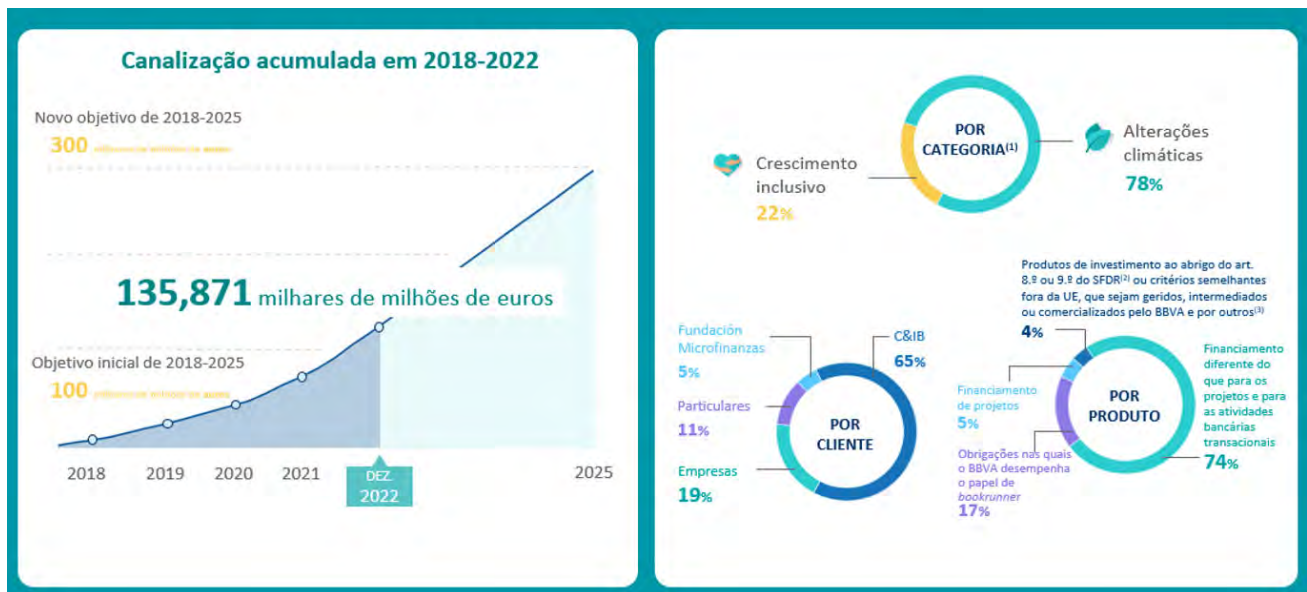 Canalização acumulada em 2018-2022
Novo objetivo de 2018-2025
300
135,871 milhares de milhões de euros
Objetivo inicial de 2018-2025
100
2018
2019
2020
2021
DEZ.
2022
2025
POR
CATEGORIA(1)
Crescimento
inclusivo
22%
Alterações
climáticas
78%
Fundación
Microfinanzas
5%
Particulares
11%
Empresas
19%
POR
CLIENTE
C&IB
65%
Produtos de investimento ao abrigo do art.
8.º ou 9.º do SFDR(2) ou critérios semelhantes
fora da UE, que sejam geridos, intermediados
ou comercializados pelo BBVA e por outros(3)
4%
Financiamento
de projetos
5%
Obrigações nas quais
o BBVA desempenha
o papel de
bookrunner
17%
POR
PRODUTO
Financiamento
diferente do
que para os
projetos e para
as atividades
bancárias
transacionais
74%